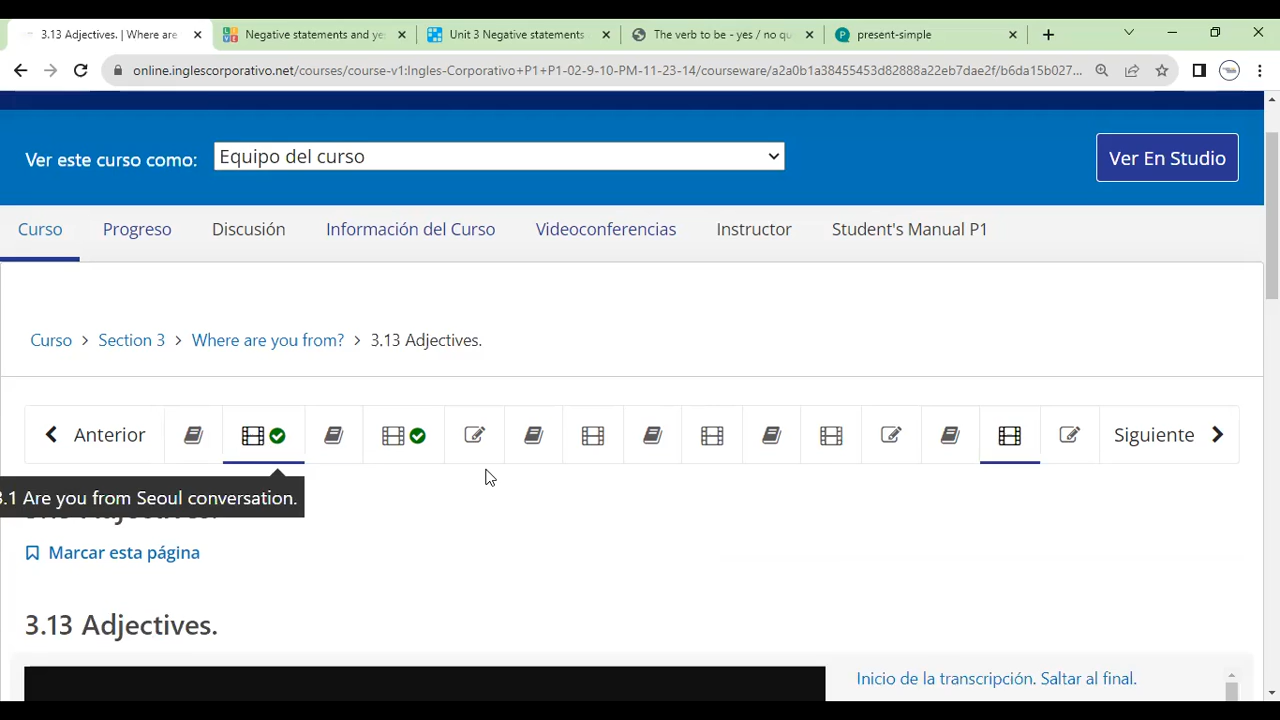 3.13 Adjectives. | Where are
Negative statements and ye
Unit 3 Negative statements
The verb to be - yes / no qu
present-simple
online.inglescorporativo.net/courses/course-v1:Ingles-Corporativo+P1+P1-02-9-10-PM-11-23-14/courseware/a2a0b1a38455453d82888a22eb7dae2f/b6da15b027...
Ver este curso como:
Equipo del curso
Ver En Studio
Curso
Progreso
Discusión
Información del Curso
Videoconferencias
Instructor
Student's Manual P1
Curso > Section 3 > Where are you from? > 3.13 Adjectives.
Anterior
Siguiente
3.1 Are you from Seoul conversation.
Marcar esta página
3.13 Adjectives.
Inicio de la transcripción. Saltar al final.